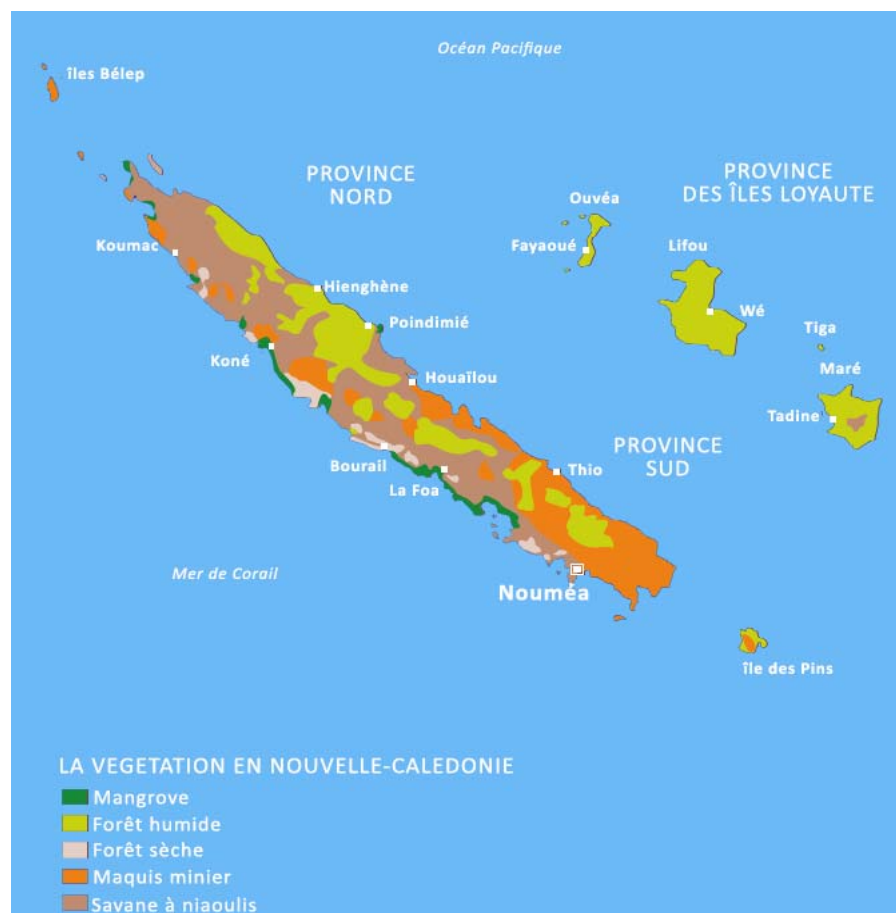 Océan Pacifique
îles Bélep
PROVINCE
NORD
PROVINCE
DES ÎLES LOYAUTE
Ouvéa
Fayaoué
Lifou
Koumac
Hienghène
Wé
Poindimié
Tiga
Koné
Maré
Houaïlou
Tadine
PROVINCE
SUD
Bourail
Thio
La Foa
Mer de Corail
Nouméa
île des Pins
LA VEGETATION EN NOUVELLE-CALEDONIE
Mangrove
Forêt humide
Forêt sèche
Maquis minier
Savane à niaoulis